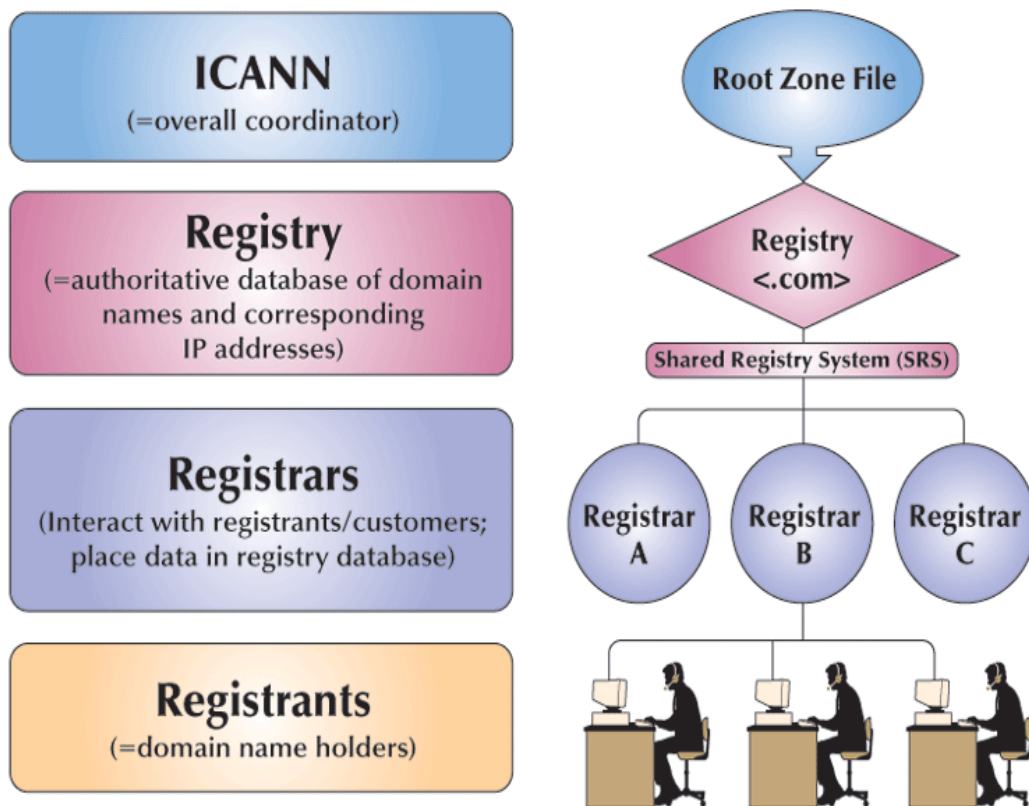 ICANN
(=overall coordinator)
Registry
(=authoritative database of domain
names and corresponding
IP addresses)
Registrars
(Interact with registrants/customers;
place data in registry database)
Registrants
(=domain name holders)
Root Zone File
Registry
<.com>
Shared Registry System (SRS)
Registrar
A
Registrar
B
Registrar
C